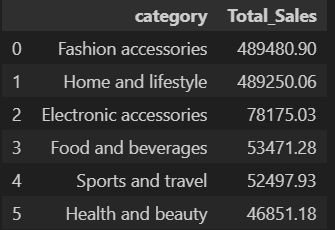 category Total_Sales
0 Fashion accessories 489480.90
1 Home and lifestyle 489250.06
2 Electronic accessories 78175.03
3 Food and beverages 53471.28
4 Sports and travel 52497.93
5 Health and beauty 46851.18